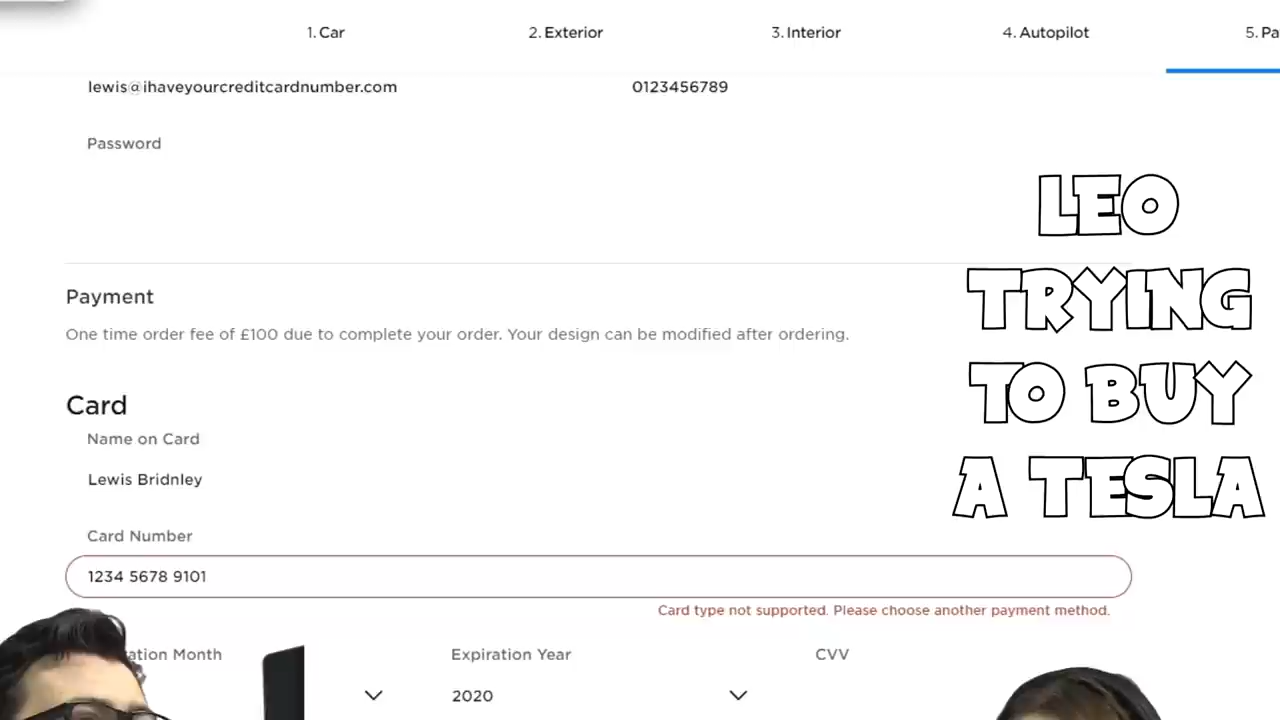 1. Car 2. Exterior 3. Interior 4. Autopilot 5. Pa
lewis@ihaveyourcreditcardnumber.com 0123456789
Password
LEO
TRYING
TO BUY
A TESLA
Payment
One time order fee of £100 due to complete your order. Your design can be modified after ordering.
Card
Name on Card
Lewis Bridnley
Card Number
1234 5678 9101
Card type not supported. Please choose another payment method.
ration Month Expiration Year CVV
2020